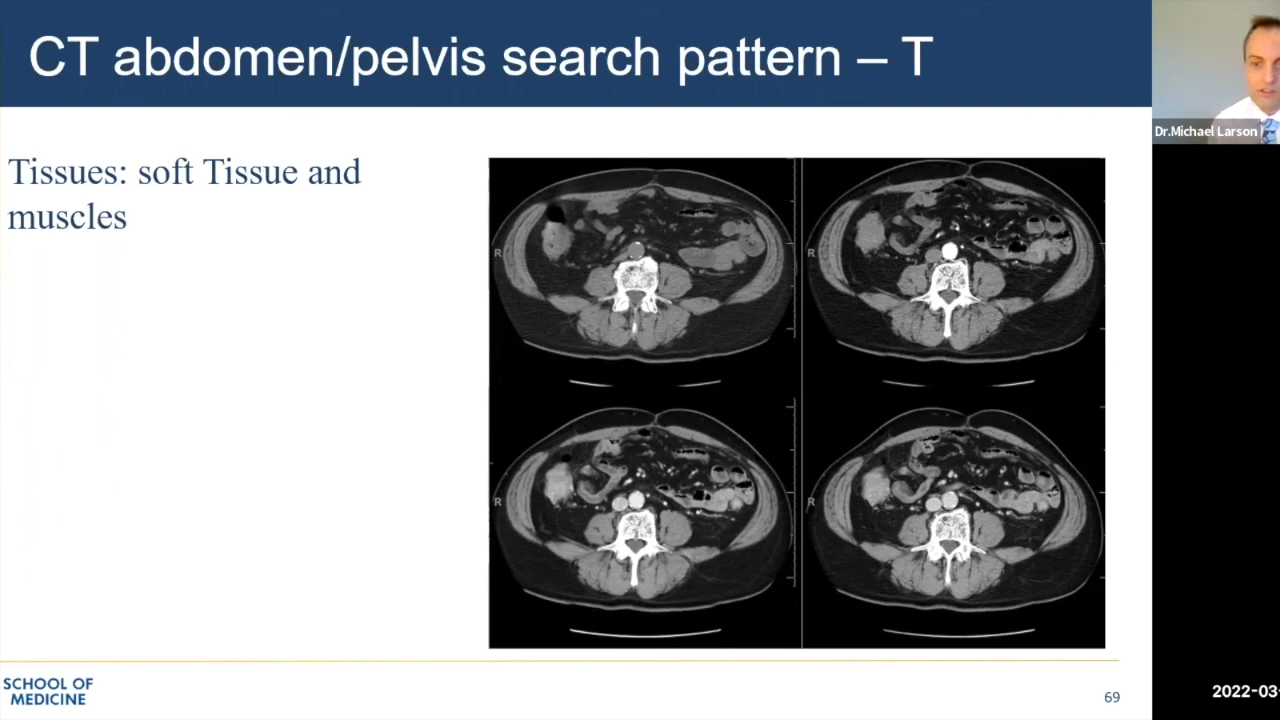 CT abdomen/pelvis search pattern – T
Dr.Michael Larson
Tissues: soft Tissue and
muscles
R
R
R
R
SCHOOL OF
MEDICINE
69
2022-03-